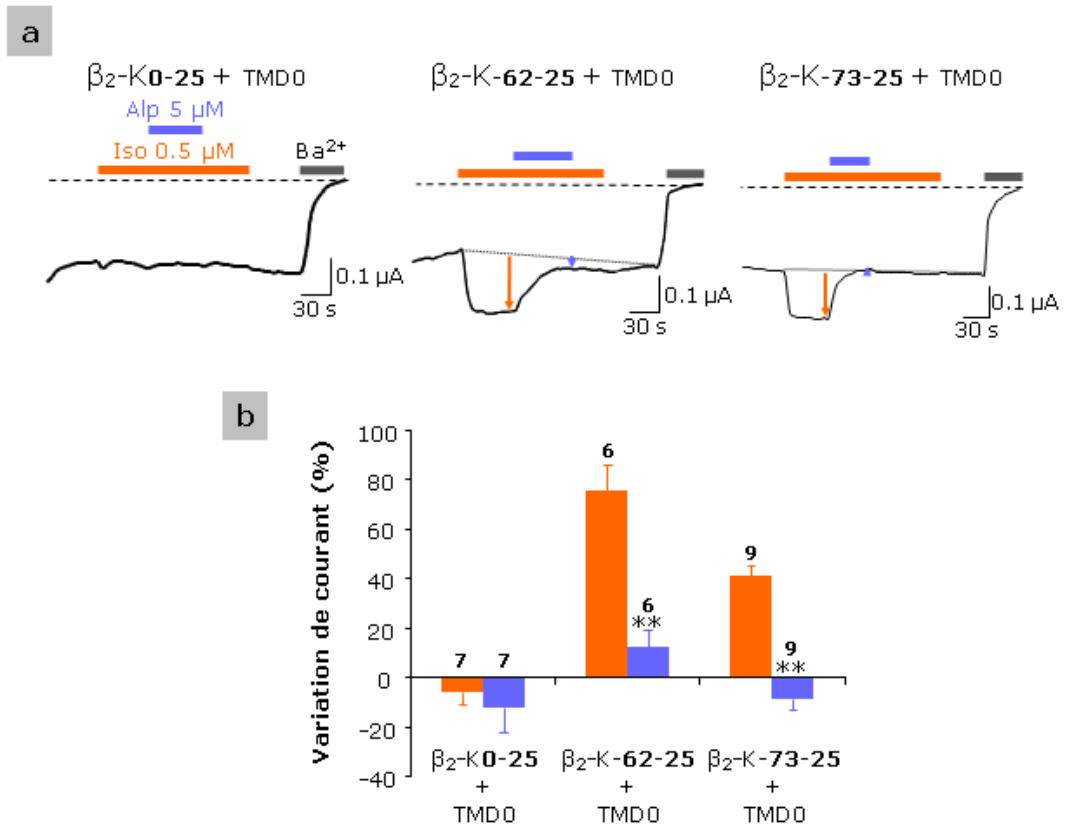 a
β₂-K0-25 + TMD0
β₂-K-62-25 + TMD0
β₂-K-73-25 + TMD0
Alp 5 µM
Iso 0.5 µM
Ba²⁺
0.1 µA
30 s
0.1 µA
30 s
0.1 µA
30 s
b
Variation de courant (%)
100
80
60
40
20
0
-20
-40
7
7
6
6
**
9
9
**
β₂-K0-25
+
TMD0
β₂-K-62-25
+
TMD0
β₂-K-73-25
+
TMD0